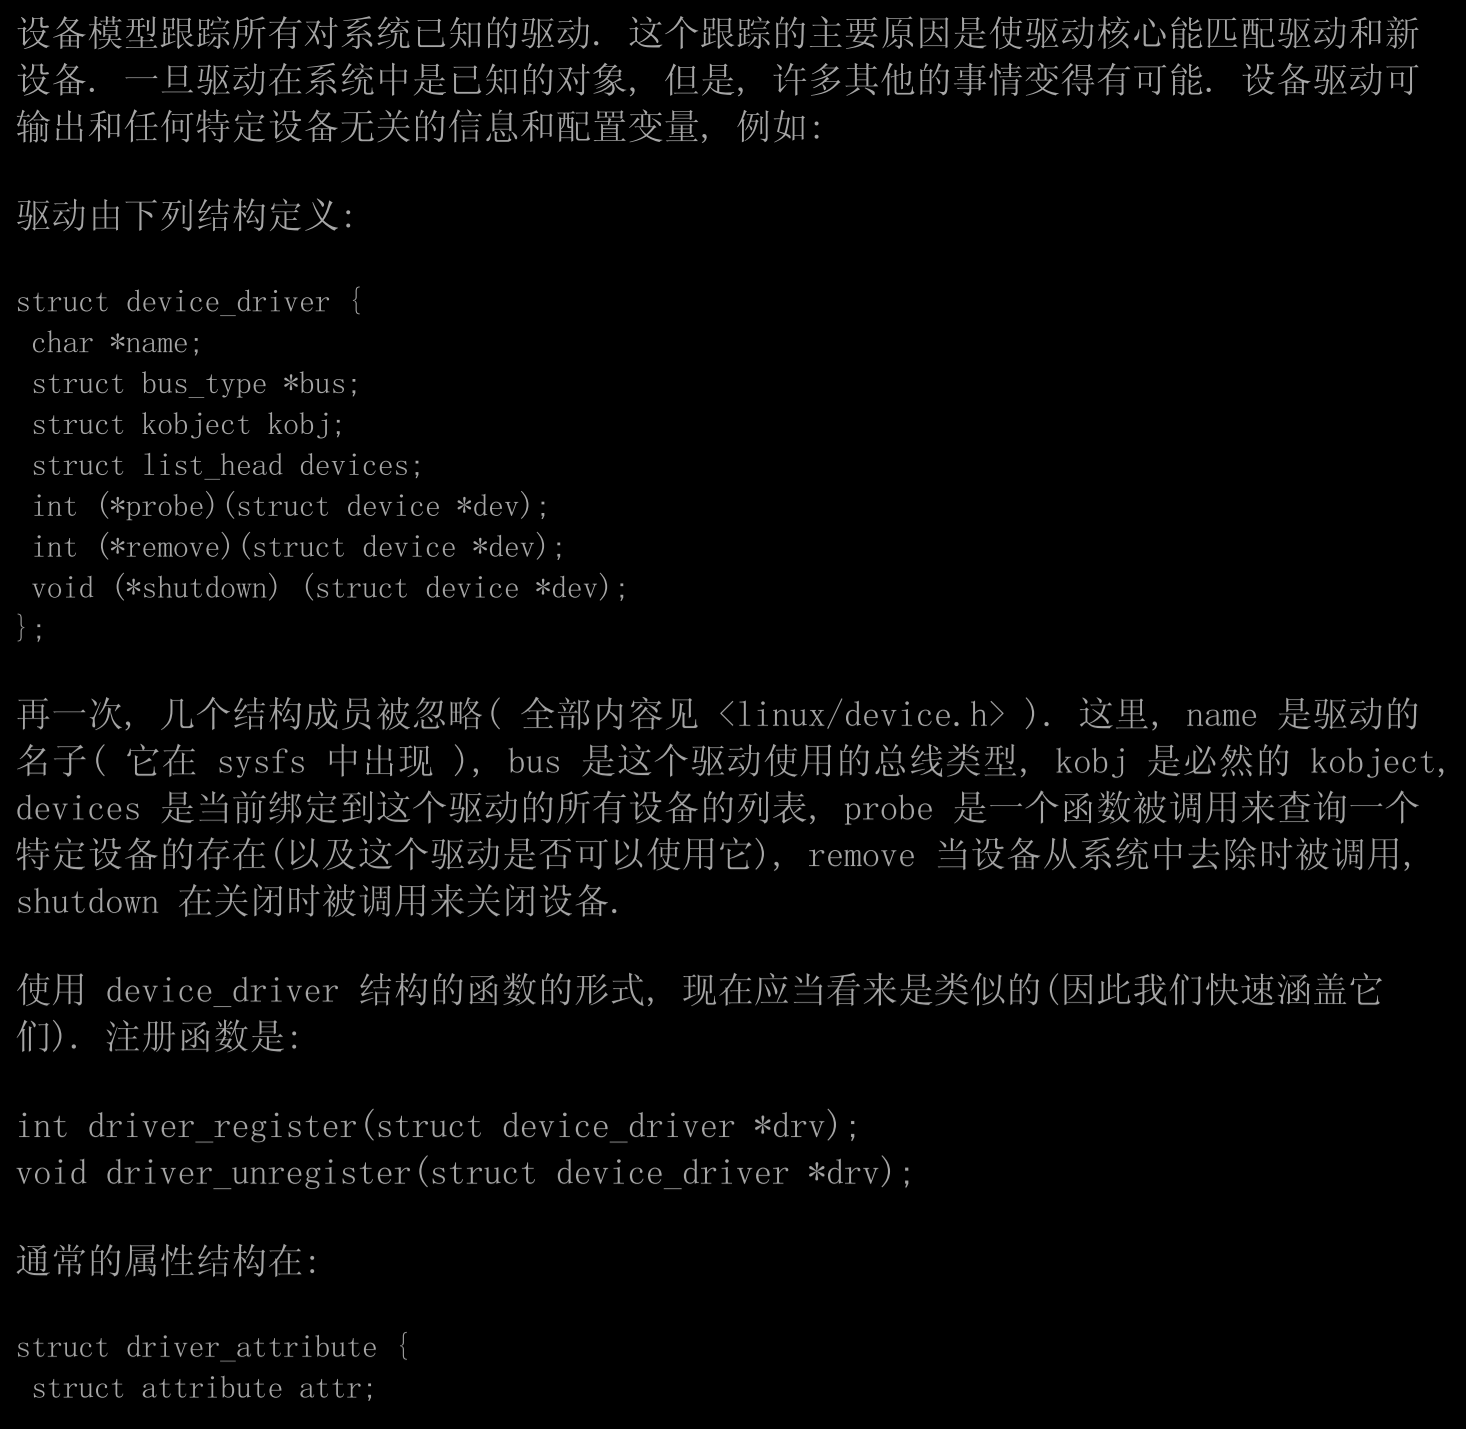 设备模型跟踪所有对系统已知的驱动. 这个跟踪的主要原因是使驱动核心能匹配驱动和新
设备. 一旦驱动在系统中是已知的对象, 但是, 许多其他的事情变得有可能. 设备驱动可
输出和任何特定设备无关的信息和配置变量, 例如:
驱动由下列结构定义:
struct device_driver {
 char *name;
 struct bus_type *bus;
 struct kobject kobj;
 struct list_head devices;
 int (*probe)(struct device *dev);
 int (*remove)(struct device *dev);
 void (*shutdown) (struct device *dev);
};
再一次, 几个结构成员被忽略( 全部内容见 <linux/device.h> ). 这里, name 是驱动的
名子( 它在 sysfs 中出现 ), bus 是这个驱动使用的总线类型, kobj 是必然的 kobject,
devices 是当前绑定到这个驱动的所有设备的列表, probe 是一个函数被调用来查询一个
特定设备的存在(以及这个驱动是否可以使用它), remove 当设备从系统中去除时被调用,
shutdown 在关闭时被调用来关闭设备.
使用 device_driver 结构的函数的形式, 现在应当看来是类似的(因此我们快速涵盖它
们). 注册函数是:
int driver_register(struct device_driver *drv);
void driver_unregister(struct device_driver *drv);
通常的属性结构在:
struct driver_attribute {
 struct attribute attr;